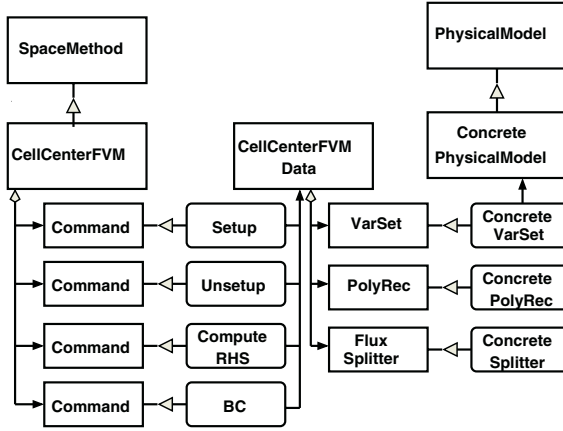 SpaceMethod
PhysicalModel
CellCenterFVM
CellCenterFVM
Data
Concrete
PhysicalModel
Command
Setup
VarSet
Concrete
VarSet
Command
Unsetup
PolyRec
Concrete
PolyRec
Command
Compute
RHS
Flux
Splitter
Concrete
Splitter
Command
BC